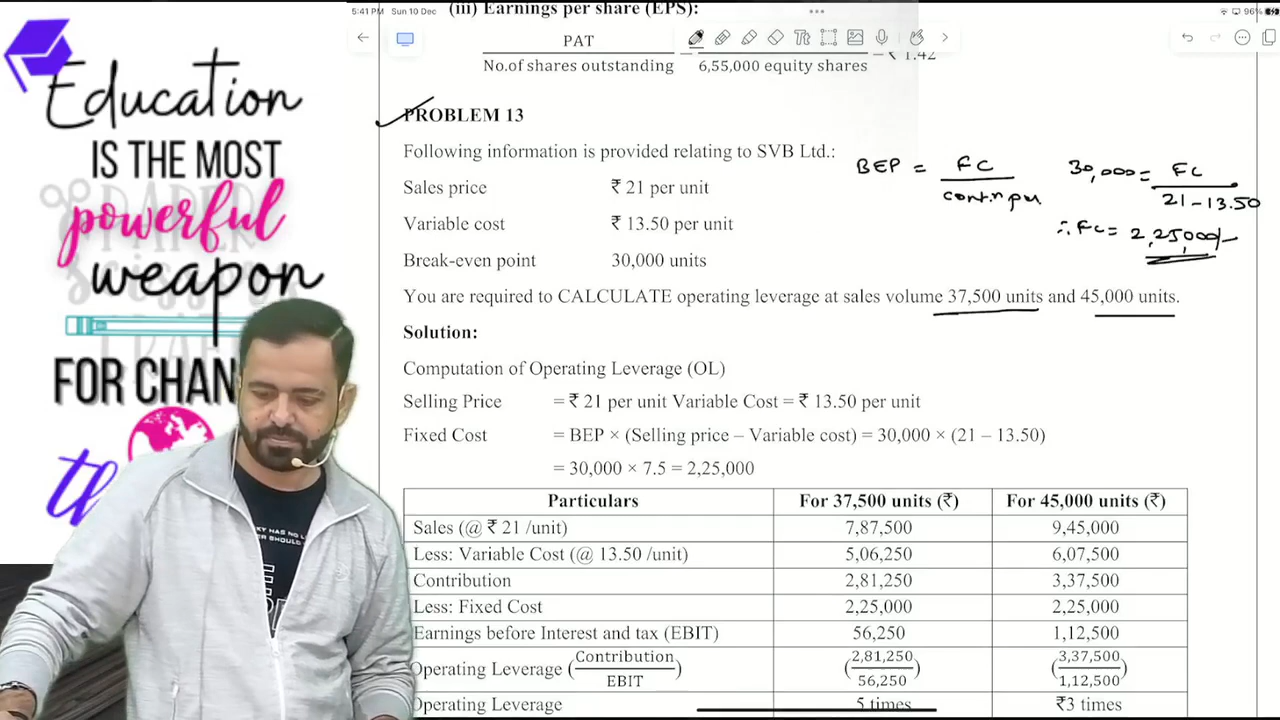 5:41 PM Sun 10 Dec
96%
Education
IS THE MOST
powerful
weapon
FOR CHAN
(iii) Earnings per share (EPS):
PAT
No.of shares outstanding
6,55,000 equity shares
= ₹ 1.42
PROBLEM 13
Following information is provided relating to SVB Ltd.:
Sales price ₹ 21 per unit
Variable cost ₹ 13.50 per unit
Break-even point 30,000 units
BEP = FC / contn pu.
30,000 = FC / 21 - 13.50
∴ FC = 2,25,000/-
You are required to CALCULATE operating leverage at sales volume 37,500 units and 45,000 units.
Solution:
Computation of Operating Leverage (OL)
Selling Price = ₹ 21 per unit Variable Cost = ₹ 13.50 per unit
Fixed Cost = BEP × (Selling price – Variable cost) = 30,000 × (21 – 13.50)
= 30,000 × 7.5 = 2,25,000
Particulars For 37,500 units (₹) For 45,000 units (₹)
Sales (@ ₹ 21 /unit) 7,87,500 9,45,000
Less: Variable Cost (@ 13.50 /unit) 5,06,250 6,07,500
Contribution 2,81,250 3,37,500
Less: Fixed Cost 2,25,000 2,25,000
Earnings before Interest and tax (EBIT) 56,250 1,12,500
Operating Leverage (Contribution / EBIT) (2,81,250 / 56,250) (3,37,500 / 1,12,500)
Operating Leverage 5 times ₹3 times